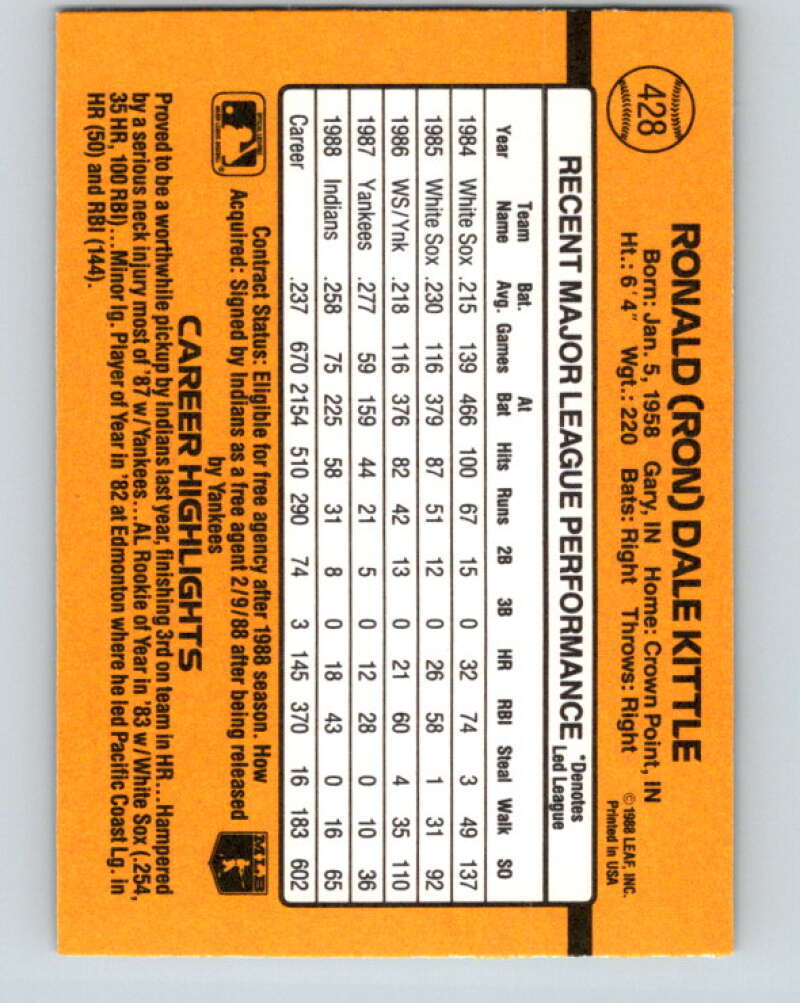 428
RONALD (RON) DALE KITTLE
Born: Jan. 5, 1958 Gary, IN Home: Crown Point, IN
Ht.: 6'4" Wgt.: 220 Bats: Right Throws: Right
© 1988 LEAF, INC.
Printed in USA
RECENT MAJOR LEAGUE PERFORMANCE *Denotes Led League
Year Team Name Bat. Avg. Games At Bat Hits Runs 2B 3B HR RBI Steal Walk SO
1984 White Sox .215 139 466 100 67 15 0 32 74 3 49 137
1985 White Sox .230 116 379 87 51 12 0 26 58 1 31 92
1986 WS/Ynk .218 116 376 82 42 13 0 21 60 4 35 110
1987 Yankees .277 59 159 44 21 5 0 12 28 0 10 36
1988 Indians .258 75 225 58 31 8 0 18 43 0 16 65
Career .237 670 2154 510 290 74 3 145 370 16 183 602
Contract Status: Eligible for free agency after 1988 season. How
Acquired: Signed by Indians as a free agent 2/9/88 after being released
by Yankees
MLB
CAREER HIGHLIGHTS
Proved to be a worthwhile pickup by Indians last year, finishing 3rd on team in HR...Hampered
by a serious neck injury most of '87 w/Yankees...AL Rookie of Year in '83 w/White Sox (.254,
35 HR, 100 RBI)...Minor lg. Player of Year in '82 at Edmonton where he led Pacific Coast Lg. in
HR (50) and RBI (144).